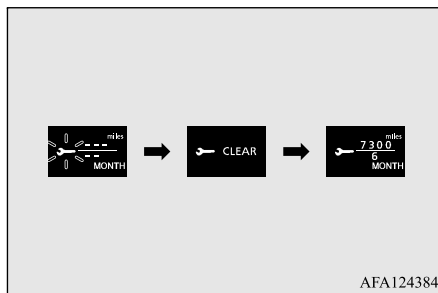 miles
---
--
MONTH
CLEAR
miles
7300
6
MONTH
AFA124384